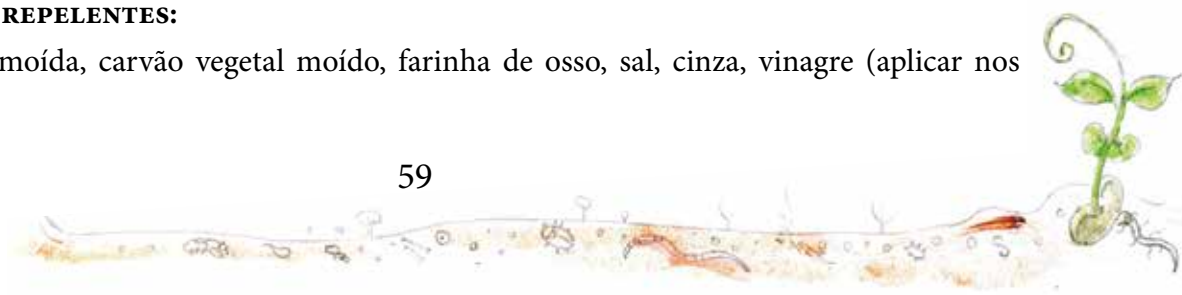 REPELENTES:
moída, carvão vegetal moído, farinha de osso, sal, cinza, vinagre (aplicar nos
59